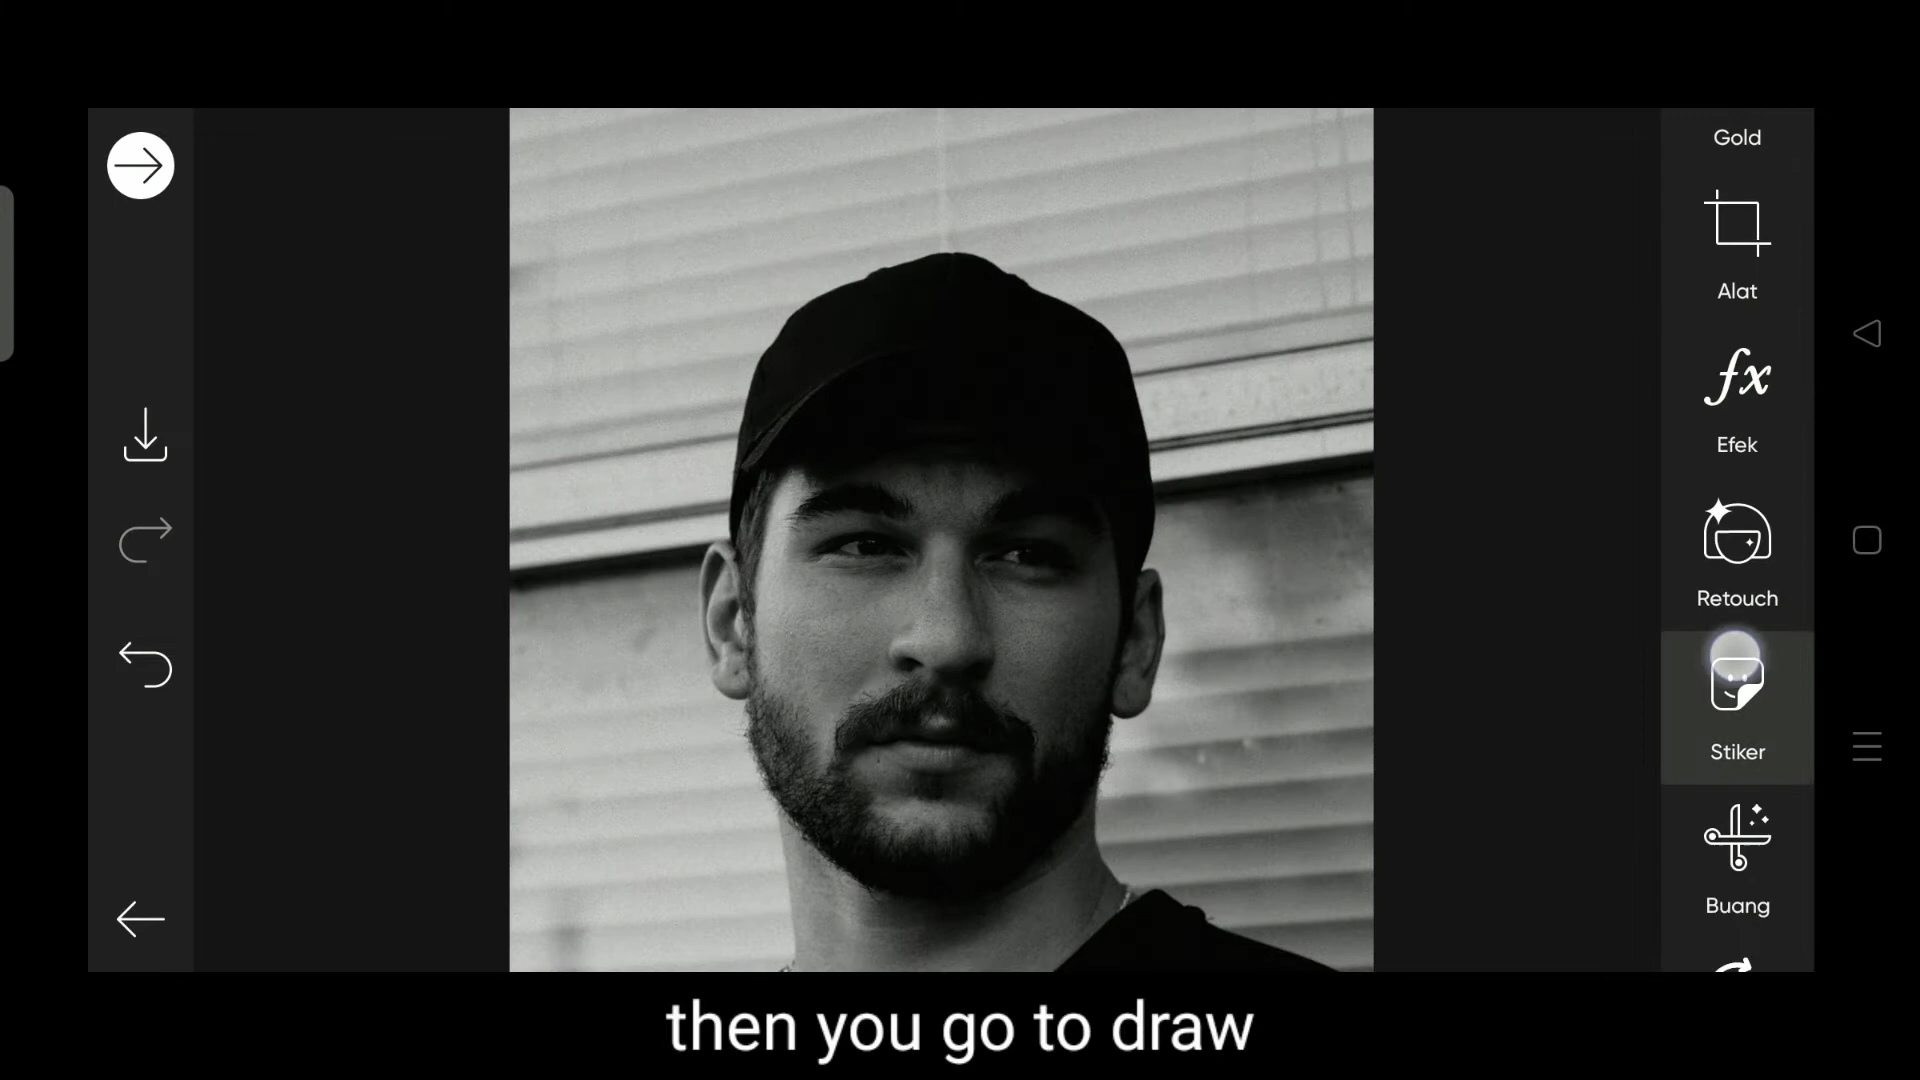 Gold
Alat
fx
Efek
Retouch
Stiker
Buang
then you go to draw